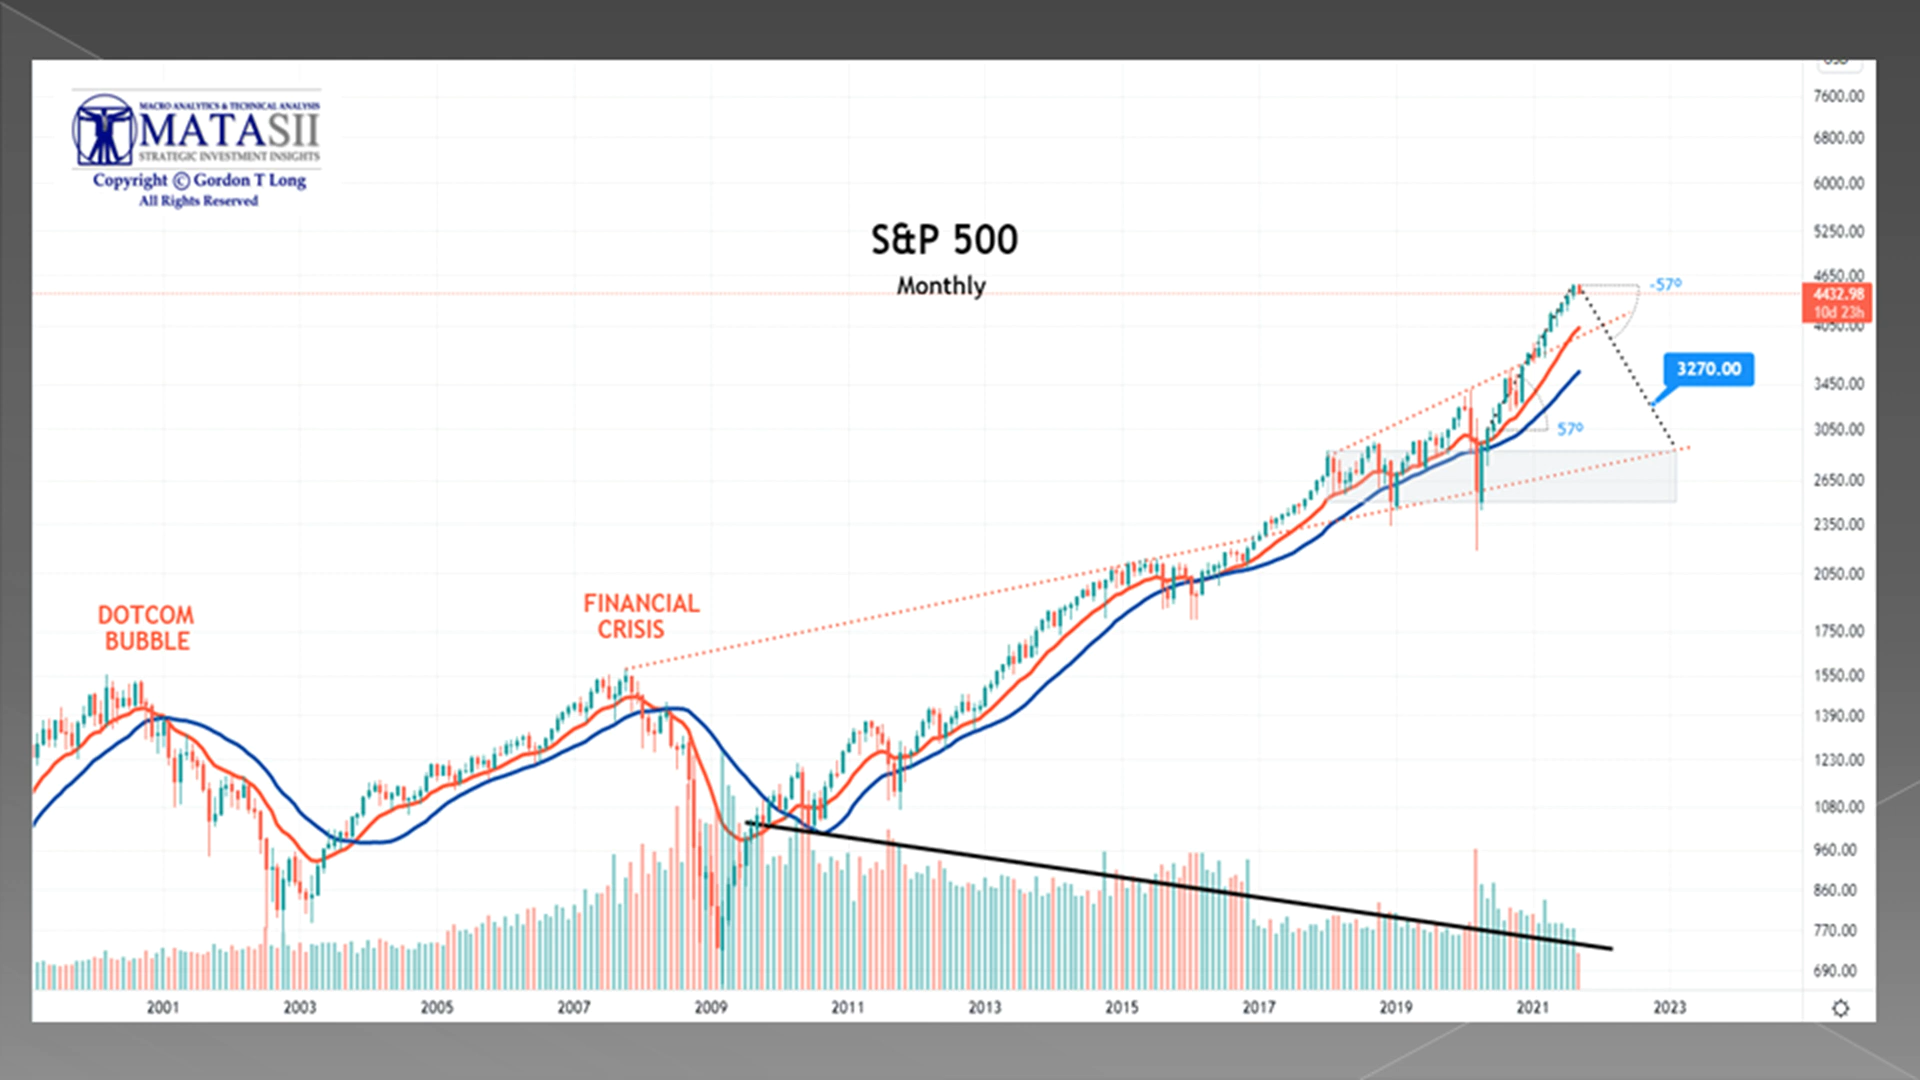 MACRO ANALYTICS & TECHNICAL ANALYSIS
MATASII
STRATEGIC INVESTMENT INSIGHTS
Copyright © Gordon T Long
All Rights Reserved
S&P 500
Monthly
DOTCOM
BUBBLE
FINANCIAL
CRISIS
-57º
3270.00
57º
USD
7600.00
6800.00
6000.00
5250.00
4650.00
4432.98
10d 23h
4050.00
3450.00
3050.00
2650.00
2350.00
2050.00
1750.00
1550.00
1390.00
1230.00
1080.00
960.00
860.00
770.00
690.00
2001 2003 2005 2007 2009 2011 2013 2015 2017 2019 2021 2023